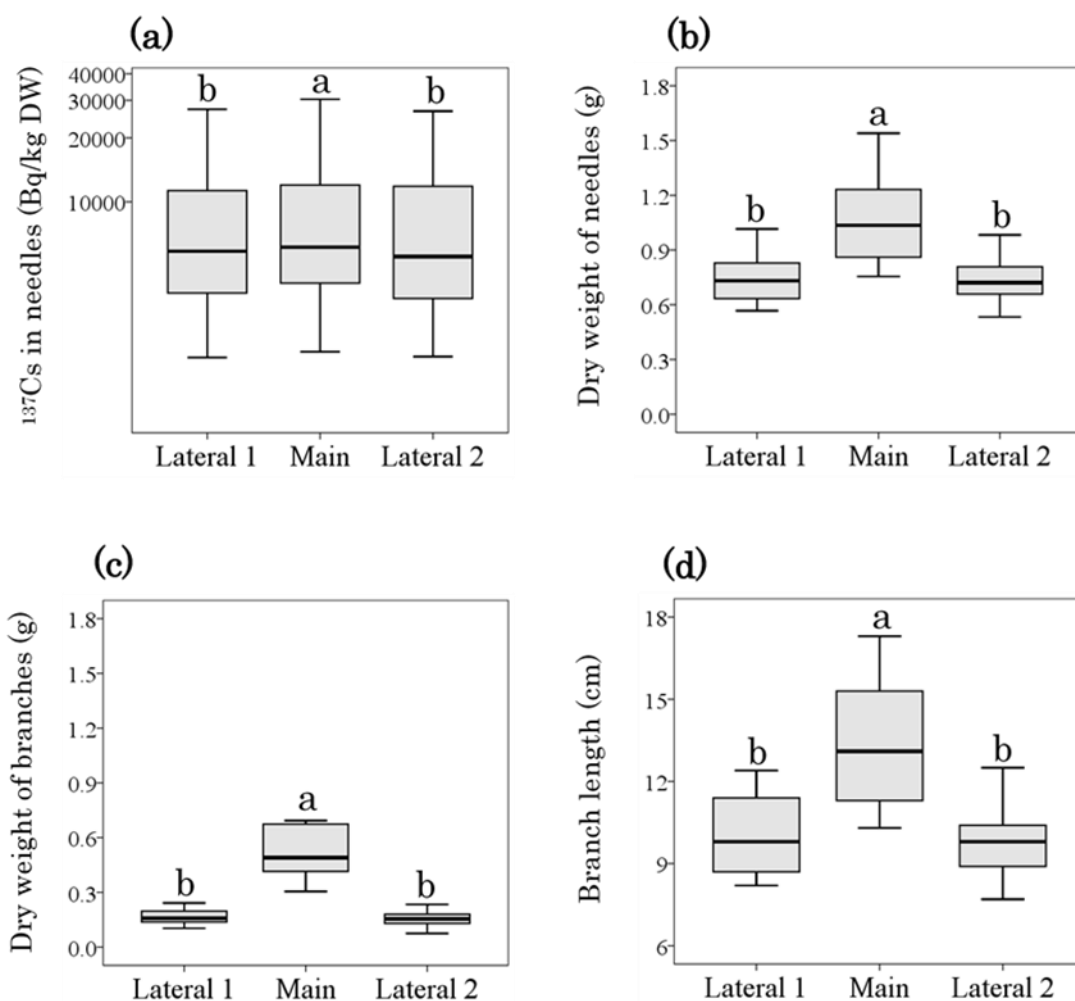 (a)
¹³⁷Cs in needles (Bq/kg DW)
40000
30000
20000
10000
b
a
b
Lateral 1 Main Lateral 2
(b)
Dry weight of needles (g)
1.8
1.5
1.2
0.9
0.6
0.3
0.0
b
a
b
Lateral 1 Main Lateral 2
(c)
Dry weight of branches (g)
1.8
1.5
1.2
0.9
0.6
0.3
0.0
b
a
b
Lateral 1 Main Lateral 2
(d)
Branch length (cm)
18
15
12
9
6
b
a
b
Lateral 1 Main Lateral 2